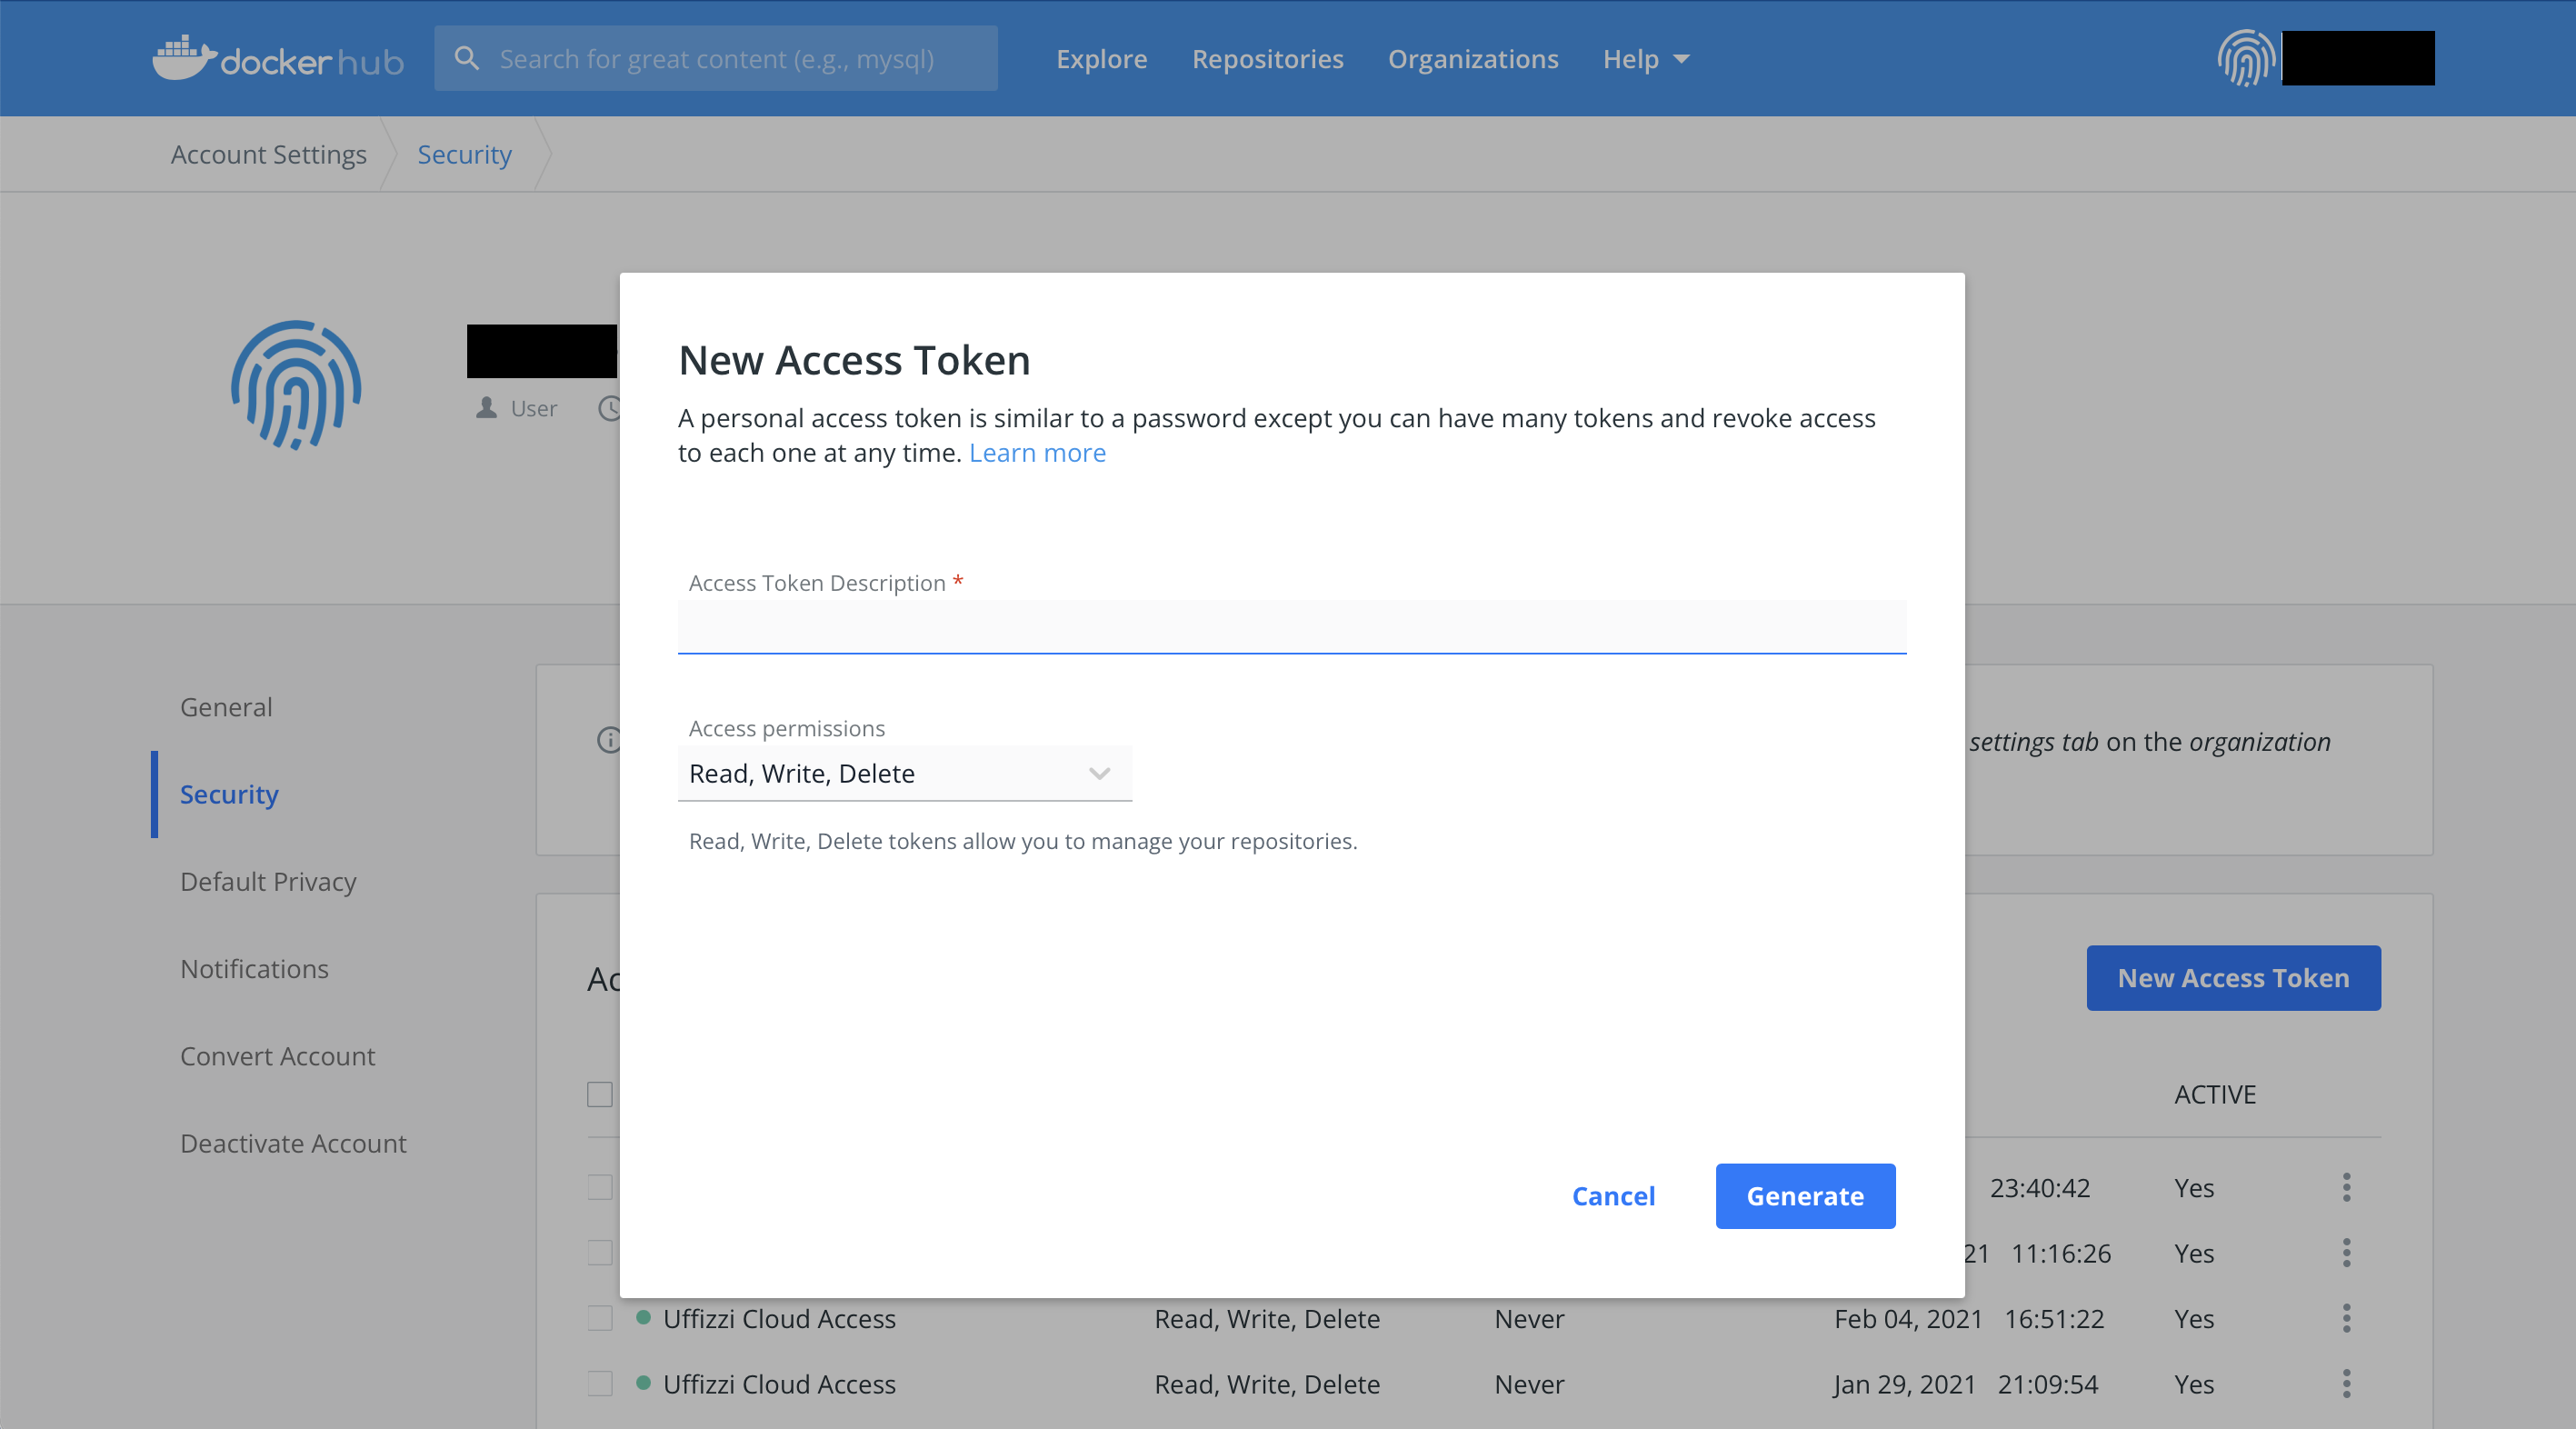 docker hub
Search for great content (e.g., mysql)
Explore
Repositories
Organizations
Help
Account Settings
Security
User
New Access Token
A personal access token is similar to a password except you can have many tokens and revoke access
to each one at any time. Learn more
Access Token Description *
Access permissions
Read, Write, Delete
Read, Write, Delete tokens allow you to manage your repositories.
Cancel
Generate
General
Security
Default Privacy
Notifications
Convert Account
Deactivate Account
settings tab on the organization
Ac
New Access Token
ACTIVE
23:40:42 Yes
21 11:16:26 Yes
Uffizzi Cloud Access Read, Write, Delete Never Feb 04, 2021 16:51:22 Yes
Uffizzi Cloud Access Read, Write, Delete Never Jan 29, 2021 21:09:54 Yes